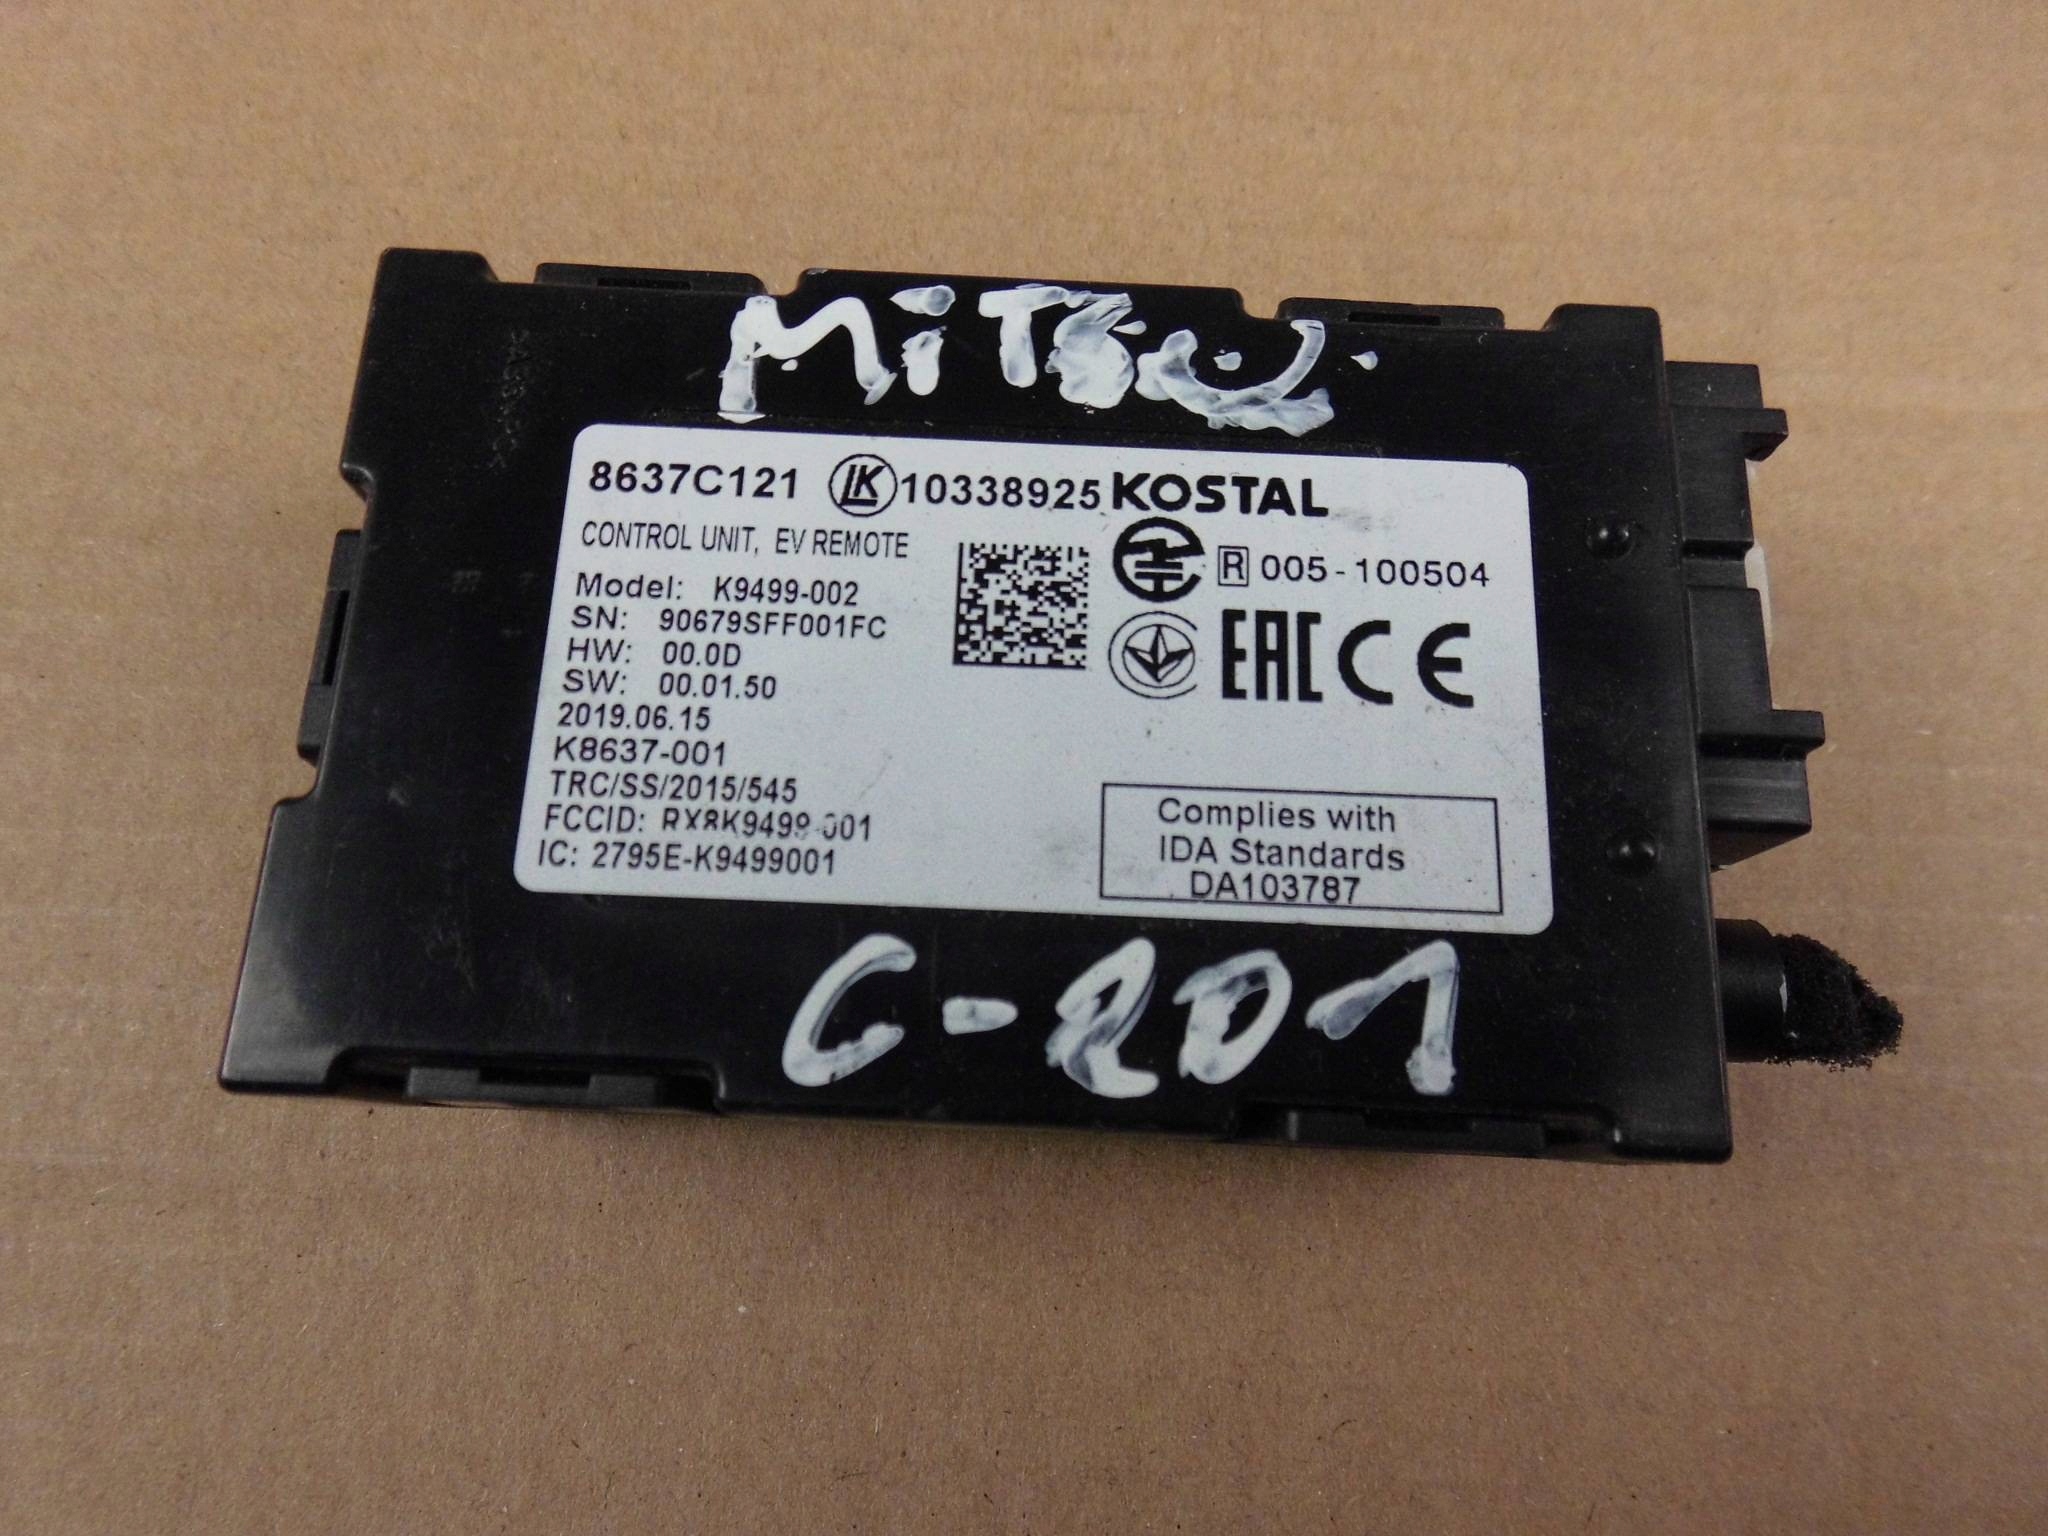 MiTSU
8637C121 LK 10338925 KOSTAL
CONTROL UNIT, EV REMOTE
R 005-100504
Model: K9499-002
SN: 90679SFF001FC
HW: 00.0D
SW: 00.01.50
EAC CE
2019.06.15
K8637-001
TRC/SS/2015/545
FCCID: RX8K9499-001
IC: 2795E-K9499001
Complies with
IDA Standards
DA103787
C-201